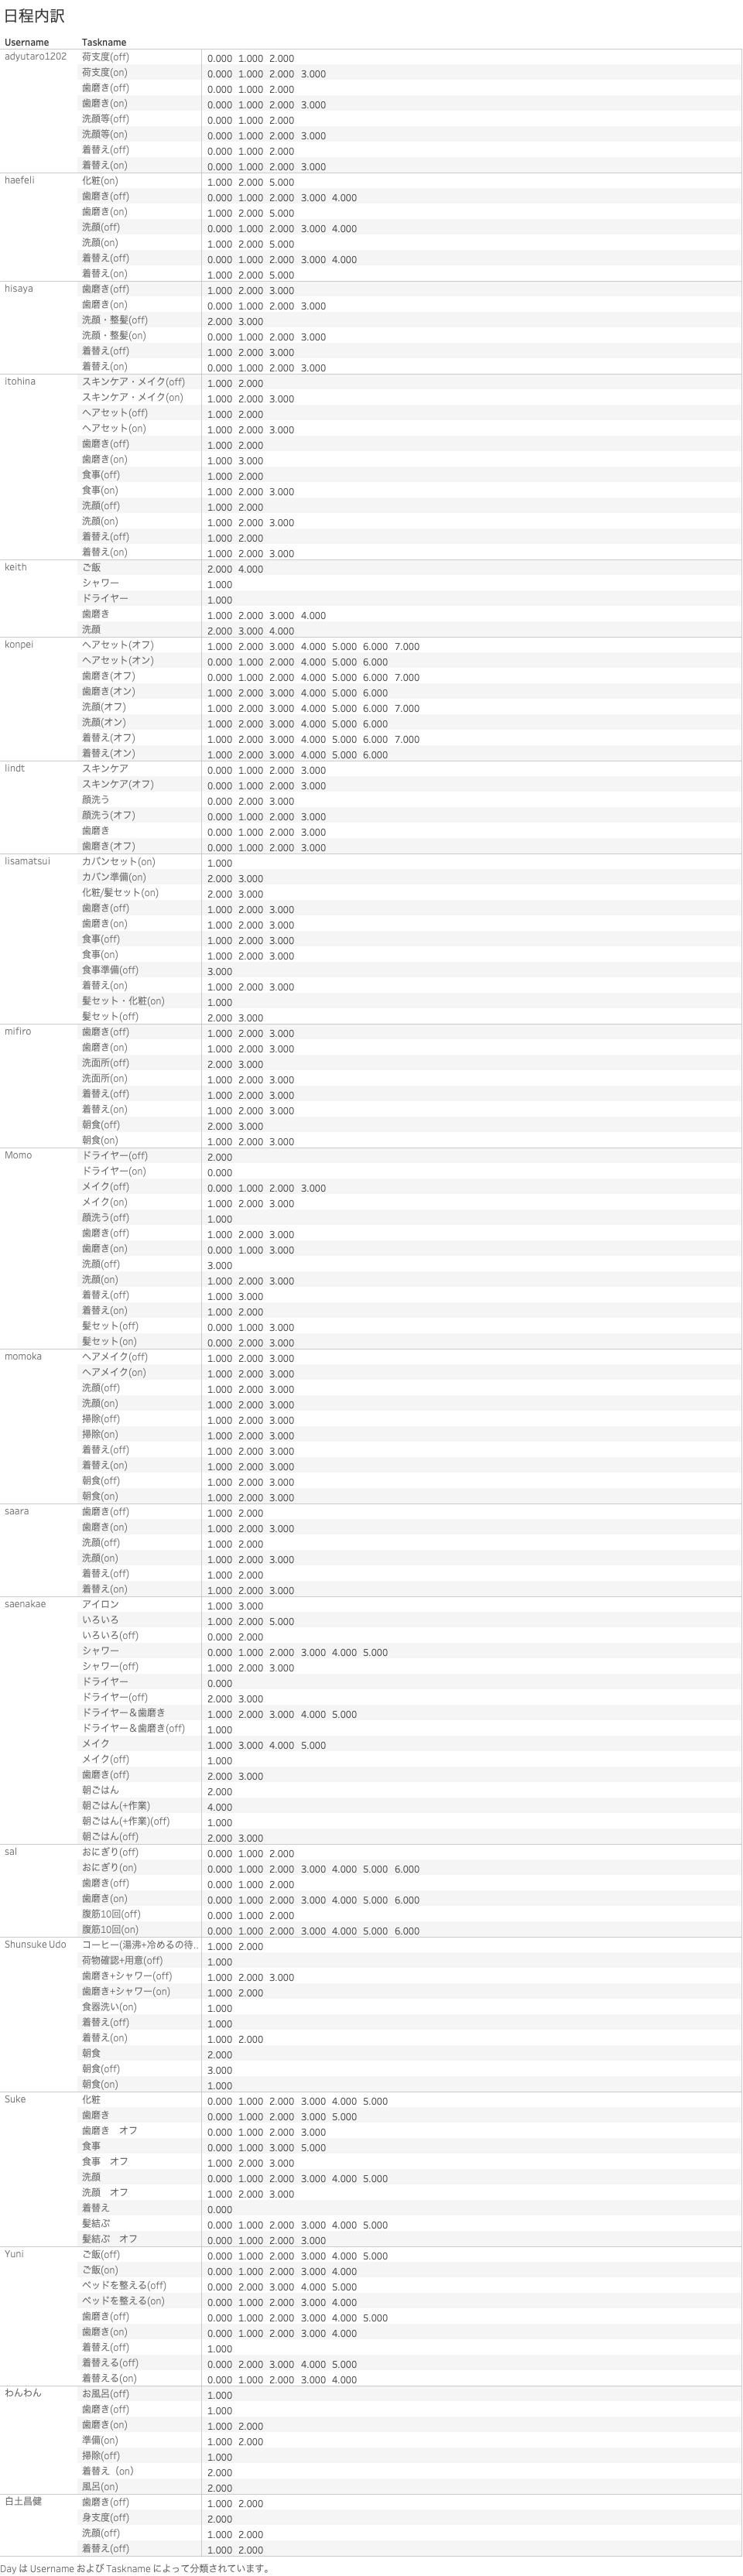 日程内訳
Username Taskname
adyutaro1202 荷支度(off) 0.000 1.000 2.000
荷支度(on) 0.000 1.000 2.000 3.000
歯磨き(off) 0.000 1.000 2.000
歯磨き(on) 0.000 1.000 2.000 3.000
洗顔等(off) 0.000 1.000 2.000
洗顔等(on) 0.000 1.000 2.000 3.000
着替え(off) 0.000 1.000 2.000
着替え(on) 0.000 1.000 2.000 3.000
haefeli 化粧(on) 1.000 2.000 5.000
歯磨き(off) 0.000 1.000 2.000 3.000 4.000
歯磨き(on) 1.000 2.000 5.000
洗顔(off) 0.000 1.000 2.000 3.000 4.000
洗顔(on) 1.000 2.000 5.000
着替え(off) 0.000 1.000 2.000 3.000 4.000
着替え(on) 1.000 2.000 5.000
hisaya 歯磨き(off) 1.000 2.000 3.000
歯磨き(on) 0.000 1.000 2.000 3.000
洗顔・整髪(off) 2.000 3.000
洗顔・整髪(on) 0.000 1.000 2.000 3.000
着替え(off) 1.000 2.000 3.000
着替え(on) 0.000 1.000 2.000 3.000
itohina スキンケア・メイク(off) 1.000 2.000
スキンケア・メイク(on) 1.000 2.000 3.000
ヘアセット(off) 1.000 2.000
ヘアセット(on) 1.000 2.000 3.000
歯磨き(off) 1.000 2.000
歯磨き(on) 1.000 3.000
食事(off) 1.000 2.000
食事(on) 1.000 2.000 3.000
洗顔(off) 1.000 2.000
洗顔(on) 1.000 2.000 3.000
着替え(off) 1.000 2.000
着替え(on) 1.000 2.000 3.000
keith ご飯 2.000 4.000
シャワー 1.000
ドライヤー 1.000
歯磨き 1.000 2.000 3.000 4.000
洗顔 2.000 3.000 4.000
konpei ヘアセット(オフ) 1.000 2.000 3.000 4.000 5.000 6.000 7.000
ヘアセット(オン) 0.000 1.000 2.000 4.000 5.000 6.000
歯磨き(オフ) 0.000 1.000 2.000 4.000 5.000 6.000 7.000
歯磨き(オン) 1.000 2.000 3.000 4.000 5.000 6.000
洗顔(オフ) 1.000 2.000 3.000 4.000 5.000 6.000 7.000
洗顔(オン) 1.000 2.000 3.000 4.000 5.000 6.000
着替え(オフ) 1.000 2.000 3.000 4.000 5.000 6.000 7.000
着替え(オン) 1.000 2.000 3.000 4.000 5.000 6.000
lindt スキンケア 0.000 1.000 2.000 3.000
スキンケア(オフ) 0.000 1.000 2.000 3.000
顔洗う 0.000 2.000 3.000
顔洗う(オフ) 0.000 1.000 2.000 3.000
歯磨き 0.000 1.000 2.000 3.000
歯磨き(オフ) 0.000 1.000 2.000 3.000
lisamatsui カバンセット(on) 1.000
カバン準備(on) 2.000 3.000
化粧/髪セット(on) 2.000 3.000
歯磨き(off) 1.000 2.000 3.000
歯磨き(on) 1.000 2.000 3.000
食事(off) 1.000 2.000 3.000
食事(on) 1.000 2.000 3.000
食事準備(off) 3.000
着替え(on) 1.000 2.000 3.000
髪セット・化粧(on) 1.000
髪セット(off) 2.000 3.000
mifiro 歯磨き(off) 1.000 2.000 3.000
歯磨き(on) 1.000 2.000 3.000
洗面所(off) 2.000 3.000
洗面所(on) 1.000 2.000 3.000
着替え(off) 1.000 2.000 3.000
着替え(on) 1.000 2.000 3.000
朝食(off) 2.000 3.000
朝食(on) 1.000 2.000 3.000
Momo ドライヤー(off) 2.000
ドライヤー(on) 0.000
メイク(off) 0.000 1.000 2.000 3.000
メイク(on) 1.000 2.000 3.000
顔洗う(off) 1.000
歯磨き(off) 1.000 2.000 3.000
歯磨き(on) 0.000 1.000 3.000
洗顔(off) 3.000
洗顔(on) 1.000 2.000 3.000
着替え(off) 1.000 3.000
着替え(on) 1.000 2.000
髪セット(off) 0.000 1.000 3.000
髪セット(on) 0.000 2.000 3.000
momoka ヘアメイク(off) 1.000 2.000 3.000
ヘアメイク(on) 1.000 2.000 3.000
洗顔(off) 1.000 2.000 3.000
洗顔(on) 1.000 2.000 3.000
掃除(off) 1.000 2.000 3.000
掃除(on) 1.000 2.000 3.000
着替え(off) 1.000 2.000 3.000
着替え(on) 1.000 2.000 3.000
朝食(off) 1.000 2.000 3.000
朝食(on) 1.000 2.000 3.000
saara 歯磨き(off) 1.000 2.000
歯磨き(on) 1.000 2.000 3.000
洗顔(off) 1.000 2.000
洗顔(on) 1.000 2.000 3.000
着替え(off) 1.000 2.000
着替え(on) 1.000 2.000 3.000
saenakae アイロン 1.000 3.000
いろいろ 1.000 2.000 5.000
いろいろ(off) 0.000 2.000
シャワー 0.000 1.000 2.000 3.000 4.000 5.000
シャワー(off) 1.000 2.000 3.000
ドライヤー 0.000
ドライヤー(off) 2.000 3.000
ドライヤー＆歯磨き 1.000 2.000 3.000 4.000 5.000
ドライヤー＆歯磨き(off) 1.000
メイク 1.000 3.000 4.000 5.000
メイク(off) 1.000
歯磨き(off) 2.000 3.000
朝ごはん 2.000
朝ごはん(+作業) 4.000
朝ごはん(+作業)(off) 1.000
朝ごはん(off) 2.000 3.000
sal おにぎり(off) 0.000 1.000 2.000
おにぎり(on) 0.000 1.000 2.000 3.000 4.000 5.000 6.000
歯磨き(off) 0.000 1.000 2.000
歯磨き(on) 0.000 1.000 2.000 3.000 4.000 5.000 6.000
腹筋10回(off) 0.000 1.000 2.000
腹筋10回(on) 0.000 1.000 2.000 3.000 4.000 5.000 6.000
Shunsuke Udo コーヒー(湯沸+冷めるの待.. 1.000 2.000
荷物確認+用意(off) 1.000
歯磨き+シャワー(off) 1.000 2.000 3.000
歯磨き+シャワー(on) 1.000 2.000
食器洗い(on) 1.000
着替え(off) 1.000
着替え(on) 1.000 2.000
朝食 2.000
朝食(off) 3.000
朝食(on) 1.000
Suke 化粧 0.000 1.000 2.000 3.000 4.000 5.000
歯磨き 0.000 1.000 2.000 3.000 5.000
歯磨き　オフ 0.000 1.000 2.000 3.000
食事 0.000 1.000 3.000 5.000
食事　オフ 1.000 2.000 3.000
洗顔 0.000 1.000 2.000 3.000 4.000 5.000
洗顔　オフ 1.000 2.000 3.000
着替え 0.000
髪結ぶ 0.000 1.000 2.000 3.000 4.000 5.000
髪結ぶ　オフ 0.000 1.000 2.000 3.000
Yuni ご飯(off) 0.000 1.000 2.000 3.000 4.000 5.000
ご飯(on) 0.000 1.000 2.000 3.000 4.000
ベッドを整える(off) 0.000 2.000 3.000 4.000 5.000
ベッドを整える(on) 0.000 1.000 2.000 3.000 4.000
歯磨き(off) 0.000 1.000 2.000 3.000 4.000 5.000
歯磨き(on) 0.000 1.000 2.000 3.000 4.000
着替え(off) 1.000
着替える(off) 0.000 2.000 3.000 4.000 5.000
着替える(on) 0.000 1.000 2.000 3.000 4.000
わんわん お風呂(off) 1.000
歯磨き(off) 1.000
歯磨き(on) 1.000 2.000
準備(on) 1.000 2.000
掃除(off) 1.000
着替え（on） 2.000
風呂(on) 2.000
白土昌健 歯磨き(off) 1.000 2.000
身支度(off) 2.000
洗顔(off) 1.000 2.000
着替え(off) 1.000 2.000
Day は Username および Taskname によって分類されています。